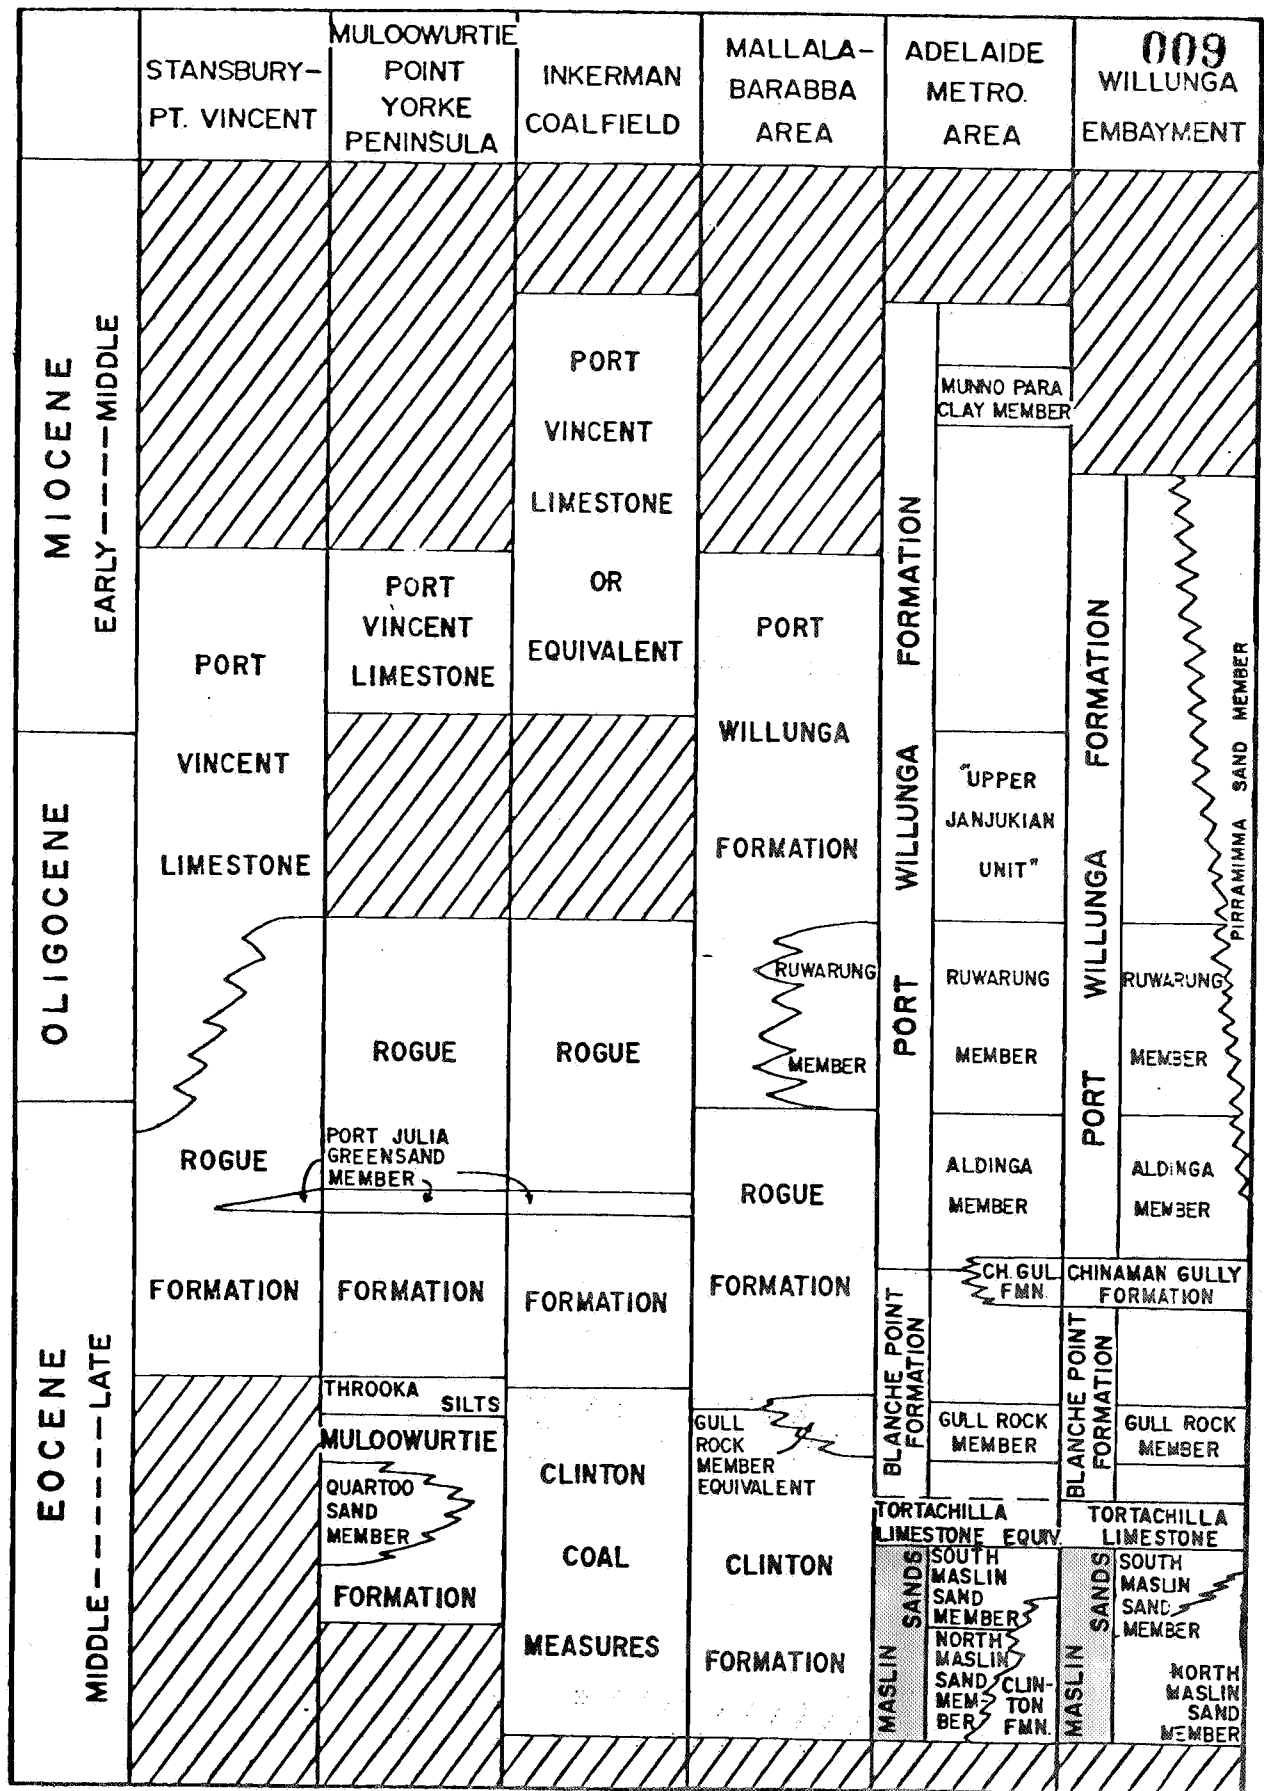 STANSBURY-
PT. VINCENT
MULOOWURTIE
POINT
YORKE
PENINSULA
INKERMAN
COALFIELD
MALLALA-
BARABBA
AREA
ADELAIDE
METRO.
AREA
009
WILLUNGA
EMBAYMENT
MIOCENE
EARLY-----MIDDLE
OLIGOCENE
EOCENE
MIDDLE-----LATE
PORT
VINCENT
LIMESTONE
ROGUE
FORMATION
PORT
VINCENT
LIMESTONE
ROGUE
PORT JULIA
GREENSAND
MEMBER
FORMATION
THROOKA
SILTS
MULOOWURTIE
QUARTOO
SAND
MEMBER
FORMATION
PORT
VINCENT
LIMESTONE
OR
EQUIVALENT
ROGUE
FORMATION
CLINTON
COAL
MEASURES
PORT
WILLUNGA
FORMATION
RUWARUNG
MEMBER
ROGUE
FORMATION
GULL
ROCK
MEMBER
EQUIVALENT
CLINTON
FORMATION
PORT WILLUNGA FORMATION
MUNNO PARA
CLAY MEMBER
"UPPER
JANJUKIAN
UNIT"
RUWARUNG
MEMBER
ALDINGA
MEMBER
CH. GUL.
FMN.
BLANCHE POINT
FORMATION
GULL ROCK
MEMBER
TORTACHILLA
LIMESTONE EQUIV.
MASLIN SANDS
SOUTH
MASLIN
SAND
MEMBER
NORTH
MASLIN
SAND
MEM-
BER
CLIN-
TON
FMN.
PORT WILLUNGA FORMATION
PIRRAMIMMA SAND MEMBER
RUWARUNG
MEMBER
ALDINGA
MEMBER
CHINAMAN GULLY
FORMATION
BLANCHE POINT
FORMATION
GULL ROCK
MEMBER
TORTACHILLA
LIMESTONE
MASLIN SANDS
SOUTH
MASLIN
SAND
MEMBER
NORTH
MASLIN
SAND
MEMBER